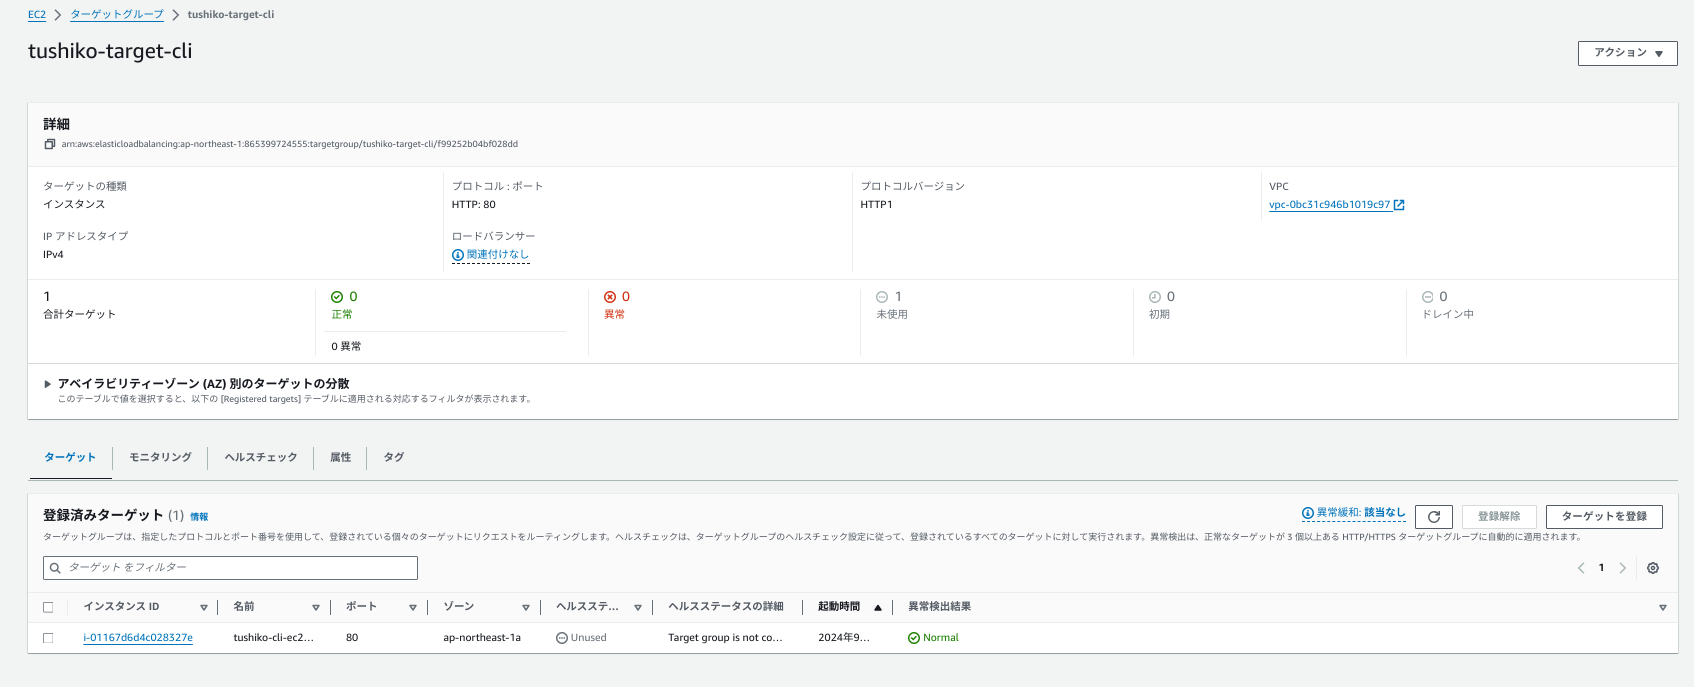 EC2 > ターゲットグループ > tushiko-target-cli
tushiko-target-cli
アクション
詳細
arn:aws:elasticloadbalancing:ap-northeast-1:865399724555:targetgroup/tushiko-target-cli/f99252b04bf028dd
ターゲットの種類 プロトコル : ポート プロトコルバージョン VPC
インスタンス HTTP: 80 HTTP1 vpc-0bc31c946b1019c97
IP アドレスタイプ ロードバランサー
IPv4 関連付けなし
1 0 0 1 0 0
合計ターゲット 正常 異常 未使用 初期 ドレイン中
0 異常
アベイラビリティーゾーン (AZ) 別のターゲットの分散
このテーブルで値を選択すると、以下の [Registered targets] テーブルに適用される対応するフィルタが表示されます。
ターゲット モニタリング ヘルスチェック 属性 タグ
登録済みターゲット (1) 情報 異常緩和: 該当なし 登録解除 ターゲットを登録
ターゲットグループは、指定したプロトコルとポート番号を使用して、登録されている個々のターゲットにリクエストをルーティングします。ヘルスチェックは、ターゲットグループのヘルスチェック設定に従って、登録されているすべてのターゲットに対して実行されます。異常検出は、正常なターゲットが 3 個以上ある HTTP/HTTPS ターゲットグループに自動的に適用されます。
ターゲット をフィルター 1
インスタンス ID 名前 ポート ゾーン ヘルスステ... ヘルスステータスの詳細 起動時間 異常検出結果
i-01167d6d4c028327e tushiko-cli-ec2... 80 ap-northeast-1a Unused Target group is not co... 2024年9... Normal